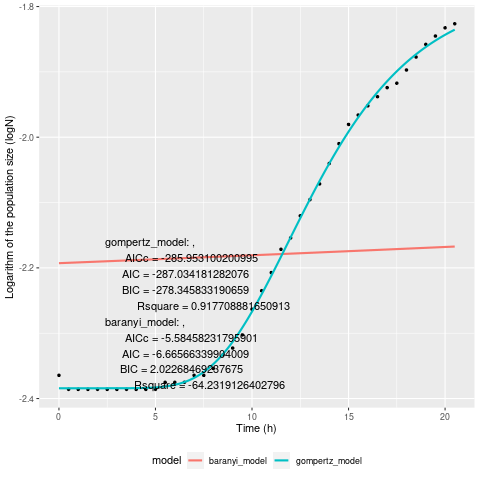 -1.8
-2.0
-2.2
-2.4
Logarithm of the population size (logN)
gompertz_model: ,
AICc = -285.953100200995
AIC = -287.034181282076
BIC = -278.345833190659
Rsquare = 0.917708881650913
baranyi_model: ,
AICc = -5.58458231795901
AIC = -6.66566339904009
BIC = 2.02268469237675
Rsquare = -64.2319126402796
0 5 10 15 20
Time (h)
model baranyi_model gompertz_model